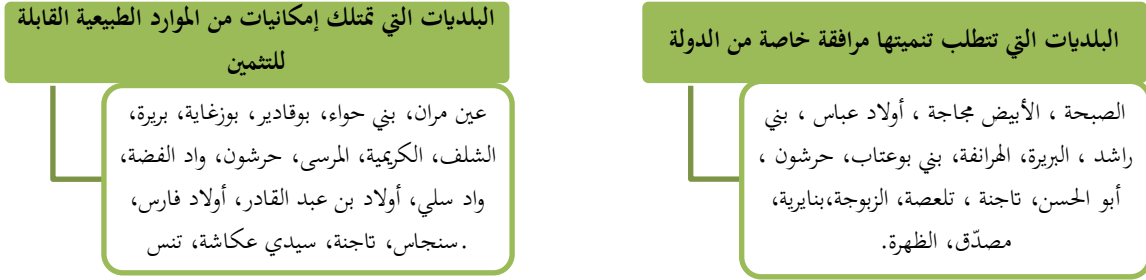 البلديات التي تتطلب تنميتها مرافقة خاصة من الدولة
الصبحة ، الأبيض مجاجة ، أولاد عباس ، بني
راشد ، البريرة، الهرانفة، بني بوعتاب، حرشون ،
أبو الحسن، تاجنة ، تلعصة، الزبوجة،بنايرية،
مصدّق، الظهرة.
البلديات التي تمتلك إمكانيات من الموارد الطبيعية القابلة
للتثمين
عين مران، بني حواء، بوقادير، بوزغاية، بريرة،
الشلف، الكريمية، المرسى، حرشون، واد الفضة،
واد سلي، أولاد بن عبد القادر، أولاد فارس،
.سنجاس، تاجنة، سيدي عكاشة، تنس